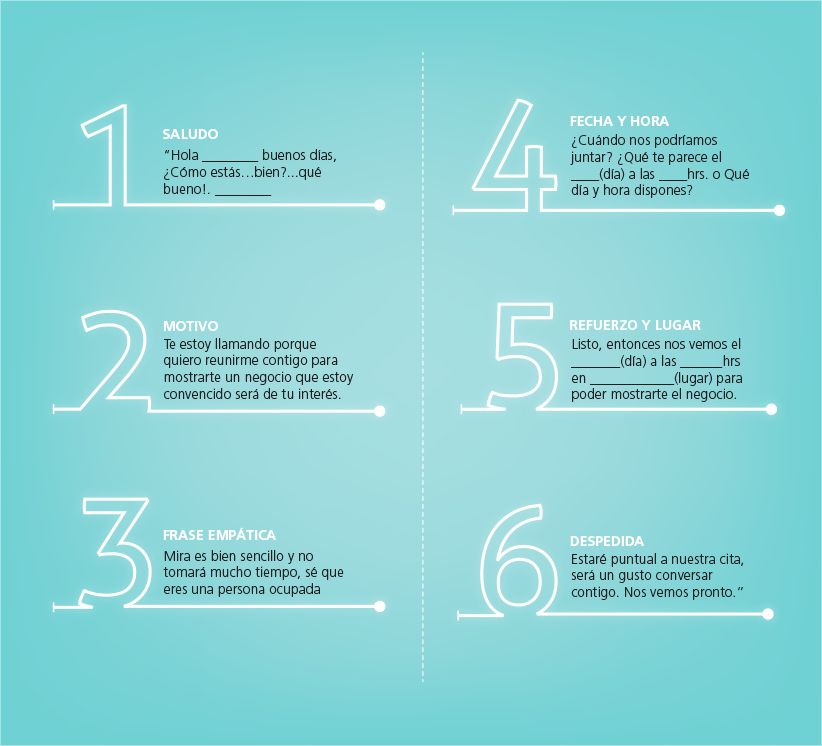 1
SALUDO
“Hola ________ buenos días,
¿Cómo estás...bien?...qué
bueno!. ________
2
MOTIVO
Te estoy llamando porque
quiero reunirme contigo para
mostrarte un negocio que estoy
convencido será de tu interés.
3
FRASE EMPÁTICA
Mira es bien sencillo y no
tomará mucho tiempo, sé que
eres una persona ocupada
4
FECHA Y HORA
¿Cuándo nos podríamos
juntar? ¿Qué te parece el
____(día) a las ____hrs. o Qué
día y hora dispones?
5
REFUERZO Y LUGAR
Listo, entonces nos vemos el
_______(día) a las ______hrs
en ____________(lugar) para
poder mostrarte el negocio.
6
DESPEDIDA
Estaré puntual a nuestra cita,
será un gusto conversar
contigo. Nos vemos pronto.”